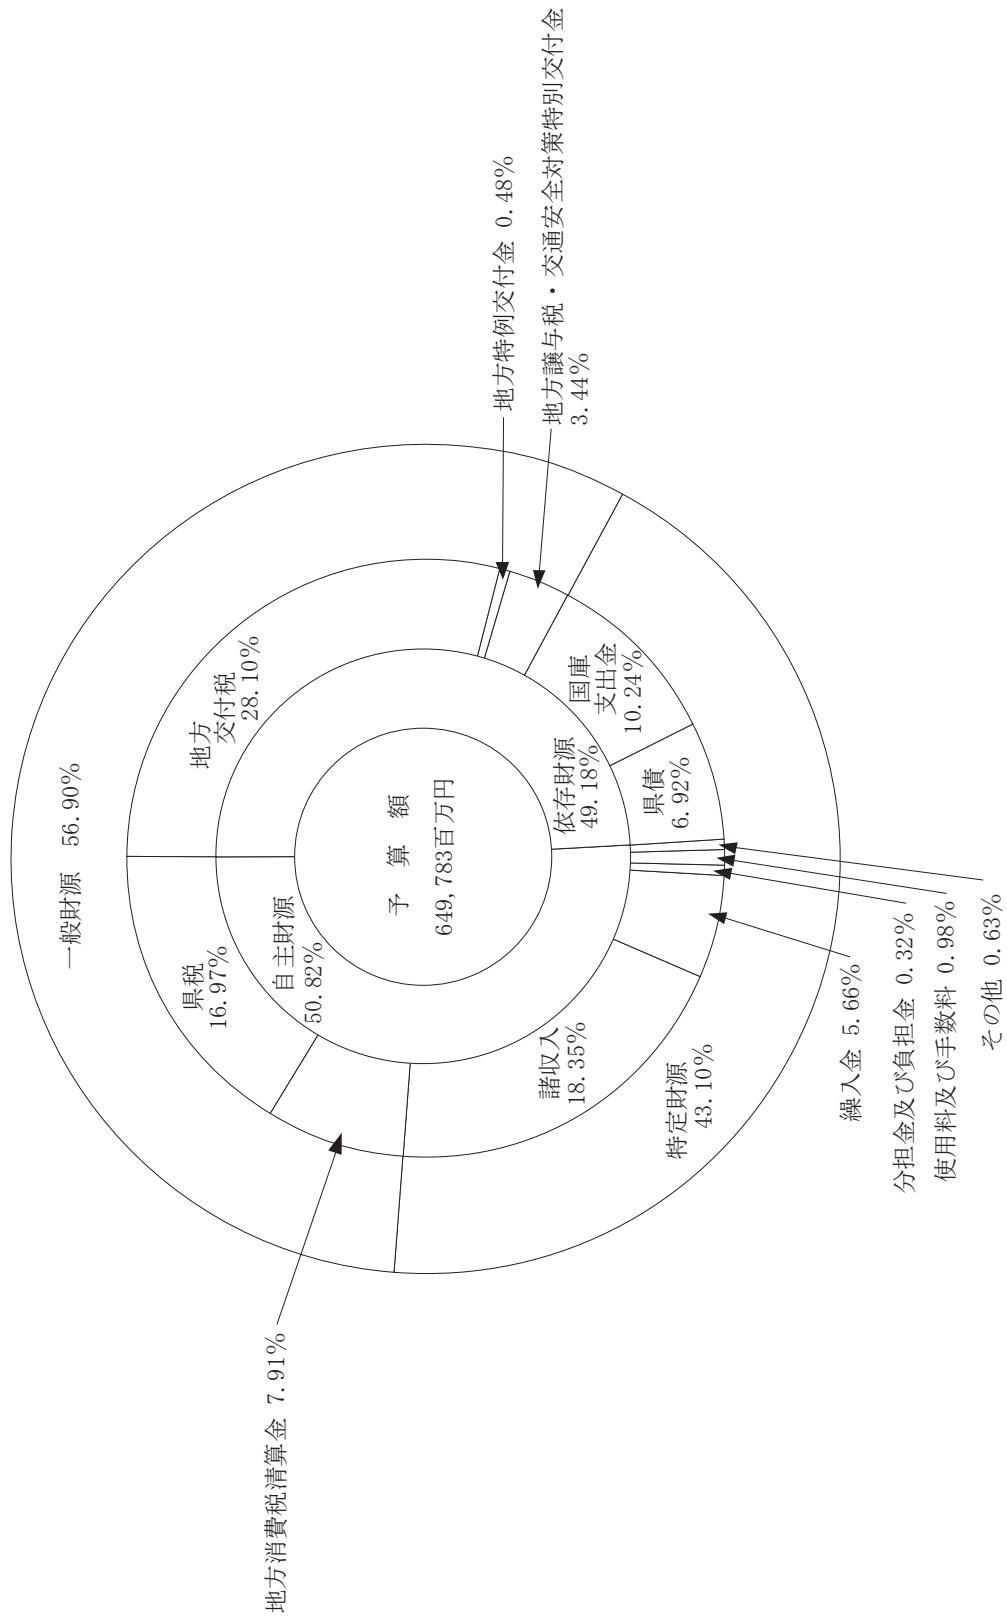 一般財源 56.90%
地方
交付税
28.10%
県税
16.97%
自主財源
50.82%
予算額
649,783百万円
依存財源
49.18%
国庫
支出金
10.24%
県債
6.92%
諸収入
18.35%
特定財源
43.10%
地方特例交付金 0.48%
地方譲与税・交通安全対策特別交付金
3.44%
地方消費税清算金 7.91%
繰入金 5.66%
分担金及び負担金 0.32%
使用料及び手数料 0.98%
その他 0.63%